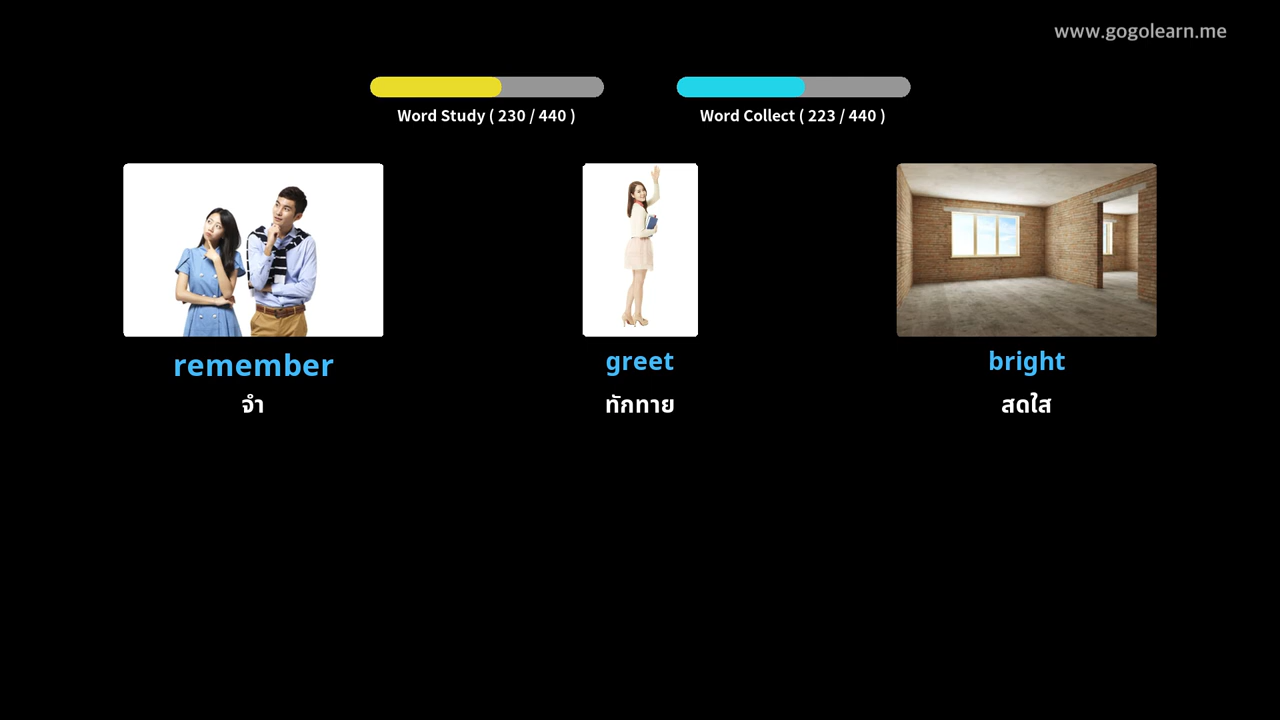 www.gogolearn.me
Word Study ( 230 / 440 )
Word Collect ( 223 / 440 )
remember
จำ
greet
ทักทาย
bright
สดใส